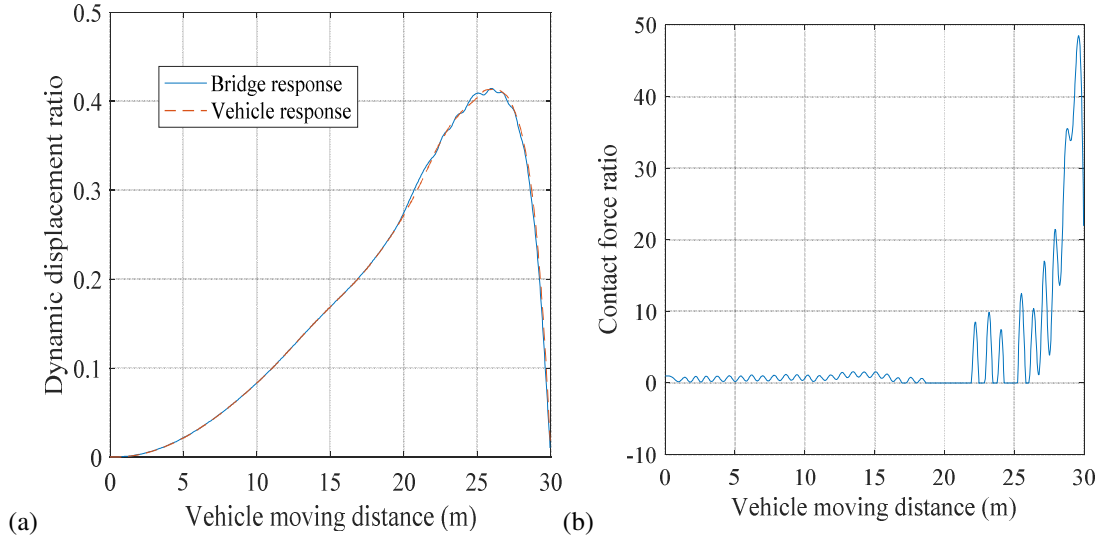 0.5
0.4
0.3
0.2
0.1
0
Dynamic displacement ratio
Bridge response
Vehicle response
0 5 10 15 20 25 30
Vehicle moving distance (m)
(a)
50
40
30
20
10
0
-10
Contact force ratio
0 5 10 15 20 25 30
Vehicle moving distance (m)
(b)